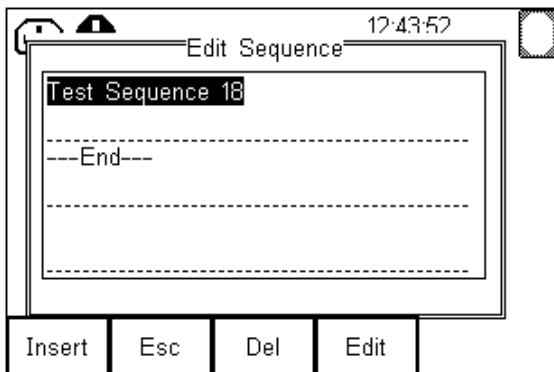 12:43:52
Edit Sequence
Test Sequence 18
---End---
Insert Esc Del Edit